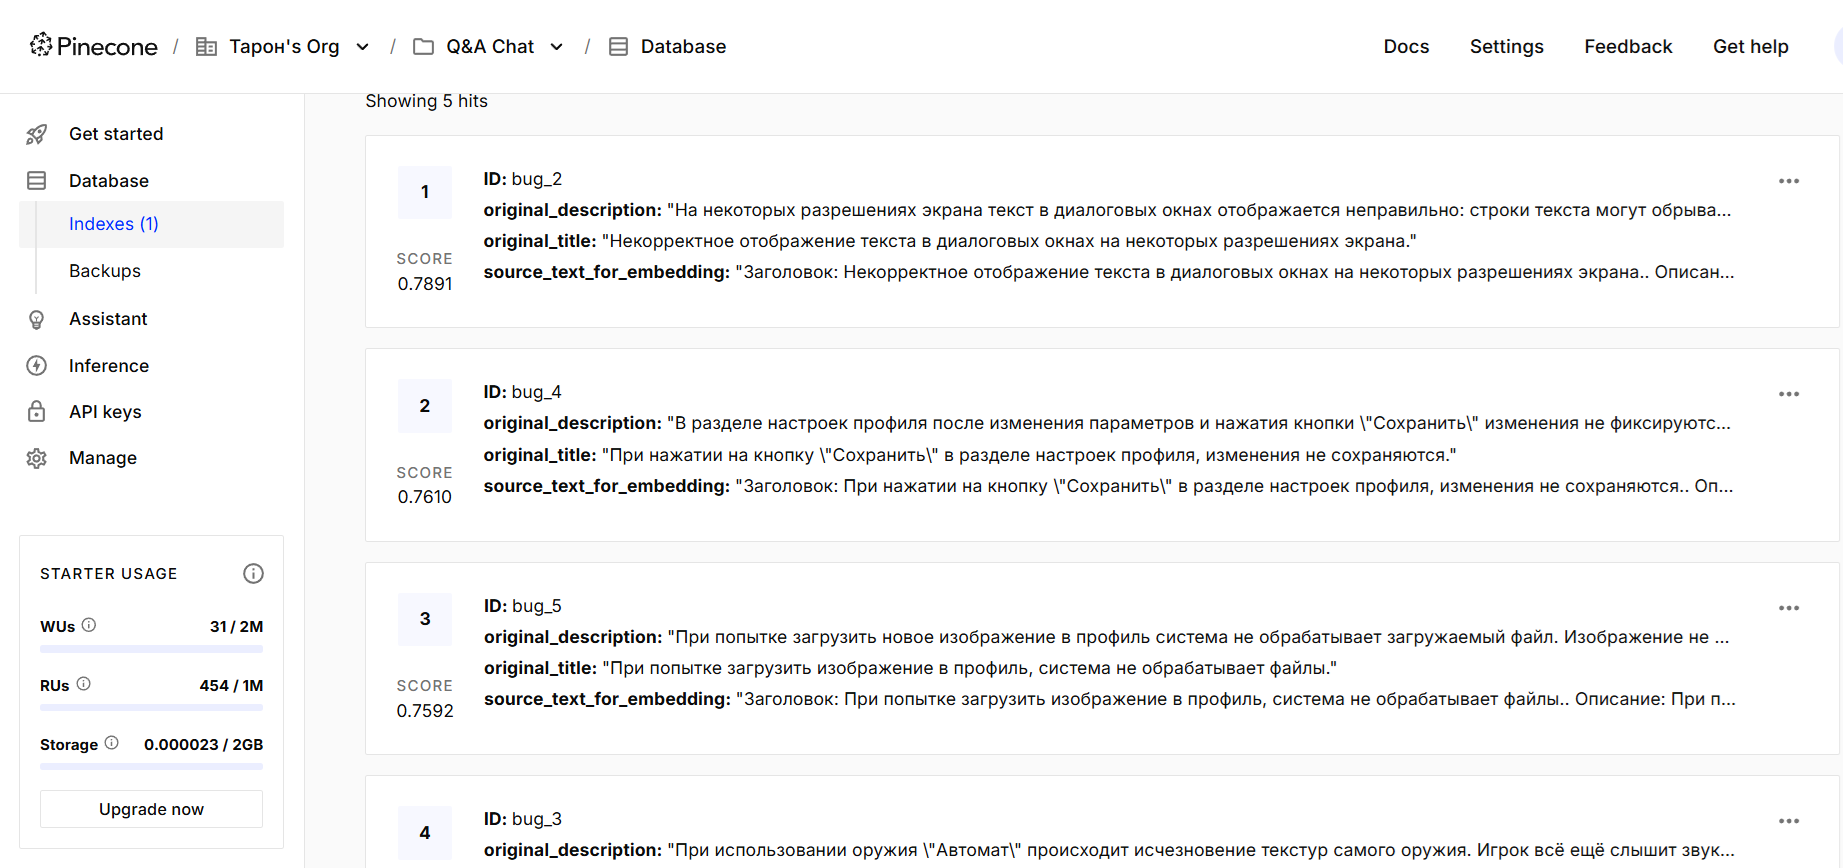 Pinecone / Тарон's Org / Q&A Chat / Database
Docs Settings Feedback Get help
Get started
Database
Indexes (1)
Backups
Assistant
Inference
API keys
Manage
STARTER USAGE
WUs 31 / 2M
RUs 454 / 1M
Storage 0.000023 / 2GB
Upgrade now
Showing 5 hits
1
SCORE
0.7891
ID: bug_2
original_description: "На некоторых разрешениях экрана текст в диалоговых окнах отображается неправильно: строки текста могут обрыва...
original_title: "Некорректное отображение текста в диалоговых окнах на некоторых разрешениях экрана."
source_text_for_embedding: "Заголовок: Некорректное отображение текста в диалоговых окнах на некоторых разрешениях экрана.. Описан...
2
SCORE
0.7610
ID: bug_4
original_description: "В разделе настроек профиля после изменения параметров и нажатия кнопки \"Сохранить\" изменения не фиксируютс...
original_title: "При нажатии на кнопку \"Сохранить\" в разделе настроек профиля, изменения не сохраняются."
source_text_for_embedding: "Заголовок: При нажатии на кнопку \"Сохранить\" в разделе настроек профиля, изменения не сохраняются.. Оп...
3
SCORE
0.7592
ID: bug_5
original_description: "При попытке загрузить новое изображение в профиль система не обрабатывает загружаемый файл. Изображение не ...
original_title: "При попытке загрузить изображение в профиль, система не обрабатывает файлы."
source_text_for_embedding: "Заголовок: При попытке загрузить изображение в профиль, система не обрабатывает файлы.. Описание: При п...
4
ID: bug_3
original_description: "При использовании оружия \"Автомат\" происходит исчезновение текстур самого оружия. Игрок всё ещё слышит звук...